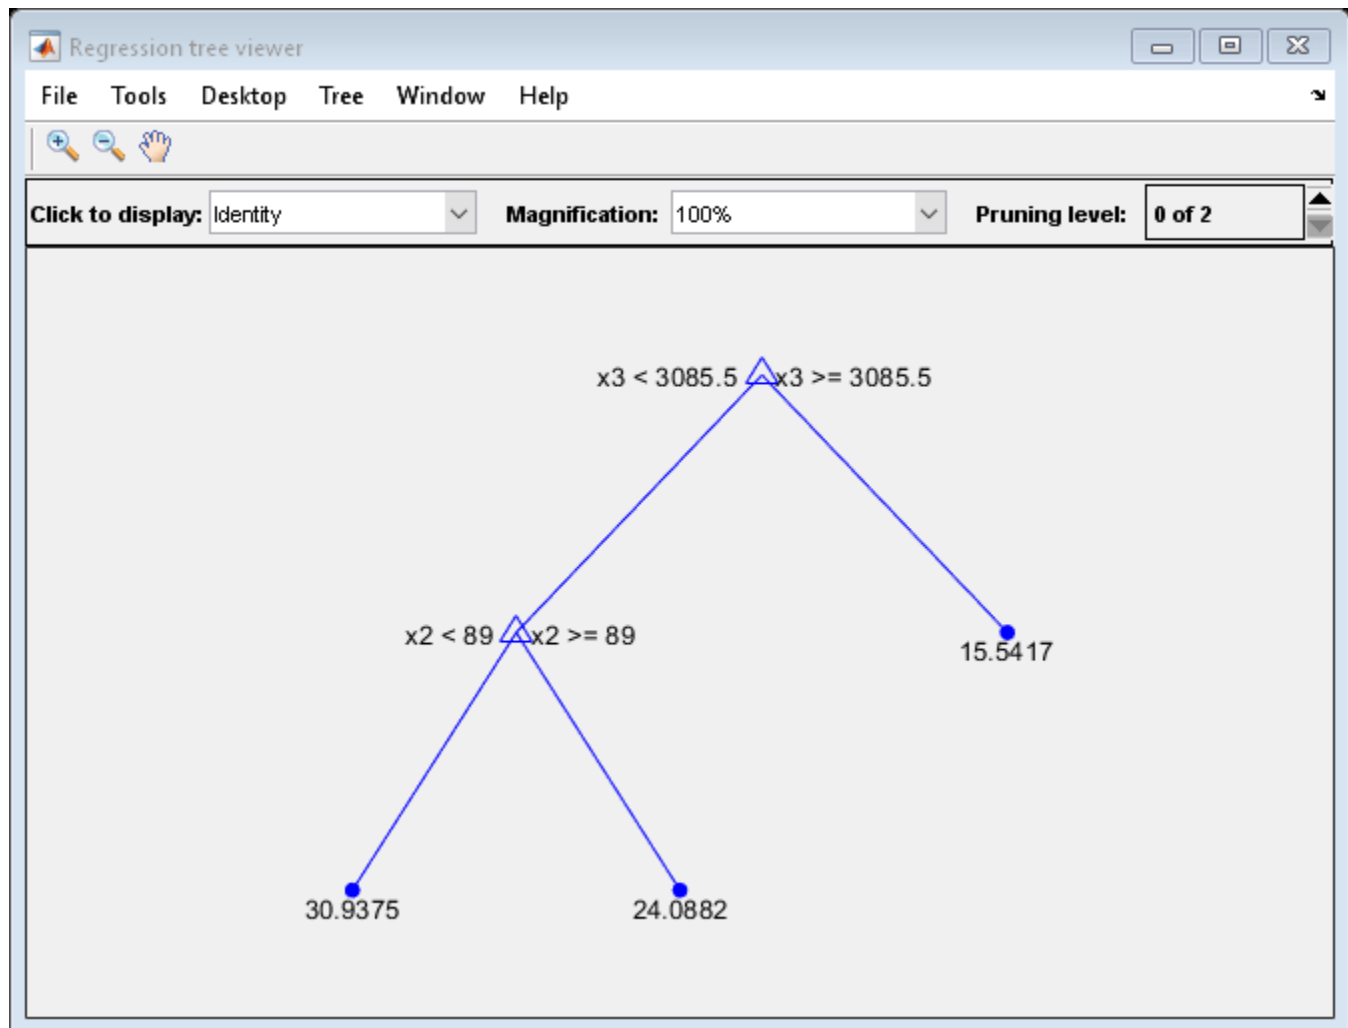 Regression tree viewer
File Tools Desktop Tree Window Help
Click to display: Identity Magnification: 100% Pruning level: 0 of 2
x3 < 3085.5 x3 >= 3085.5
x2 < 89 x2 >= 89
15.5417
30.9375 24.0882